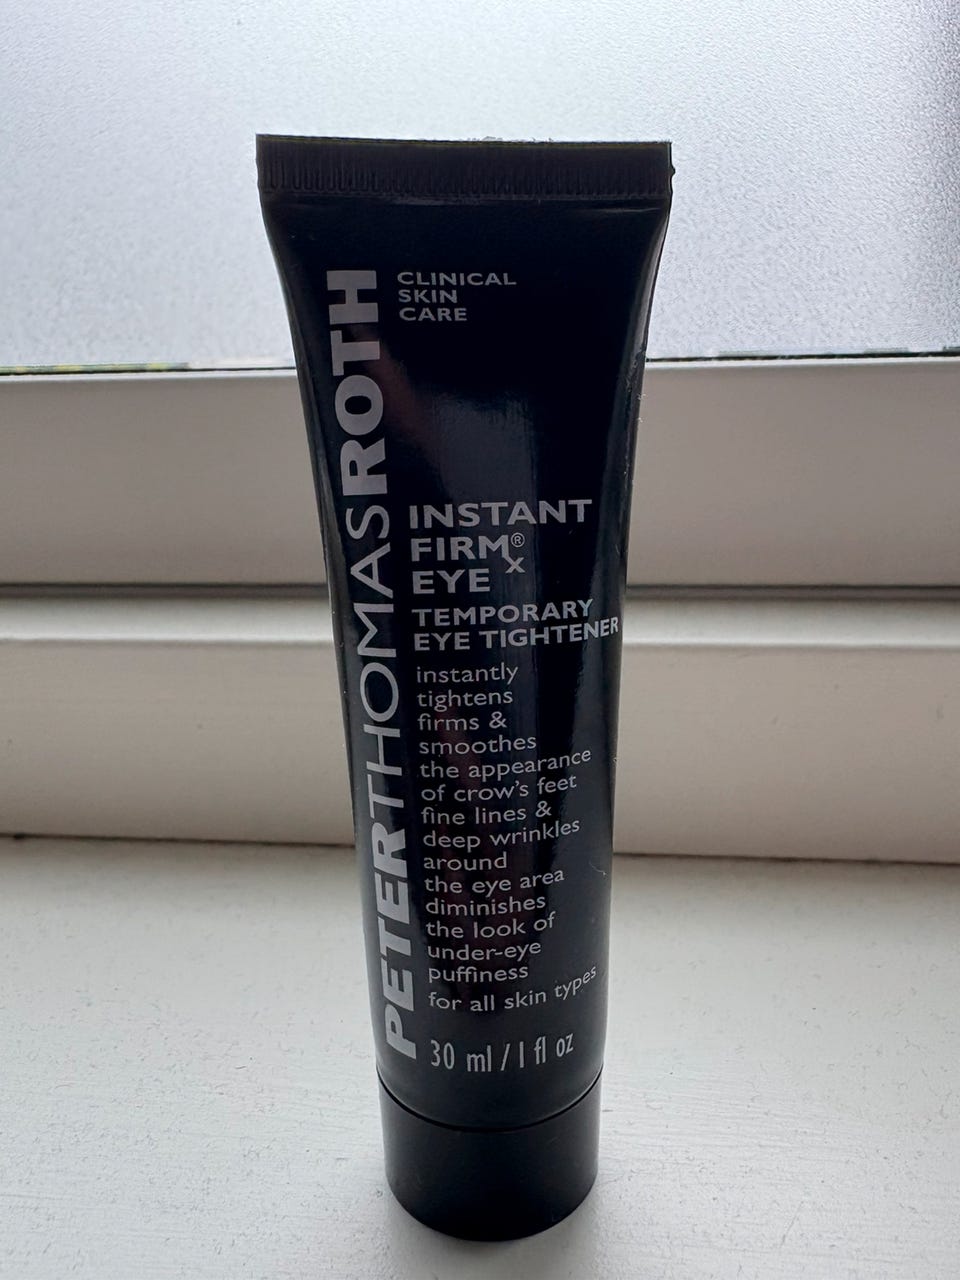 PETERTHOMASROTH
CLINICAL
SKIN
CARE
INSTANT
FIRMx®
EYE
TEMPORARY
EYE TIGHTENER
instantly
tightens
firms &
smoothes
the appearance
of crow's feet
fine lines &
deep wrinkles
around
the eye area
diminishes
the look of
under-eye
puffiness
for all skin types
30 ml / 1 fl oz